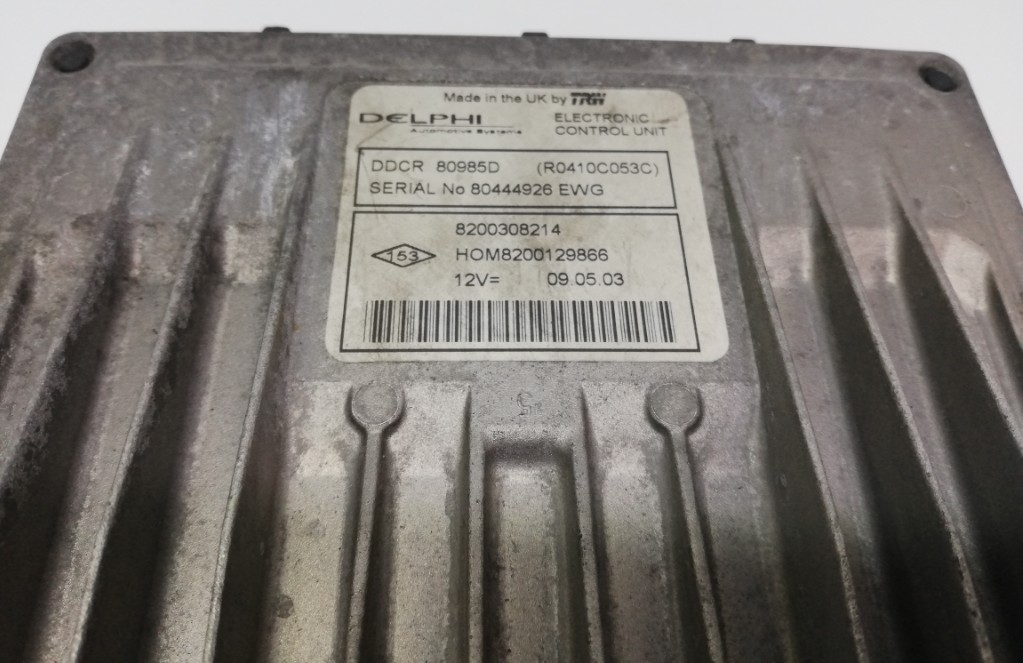 Made in the UK by TRW
DELPHI
Automotive Systems
ELECTRONIC
CONTROL UNIT
DDCR 80985D (R0410C053C)
SERIAL No 80444926 EWG
8200308214
153
HOM8200129866
12V= 09.05.03
5